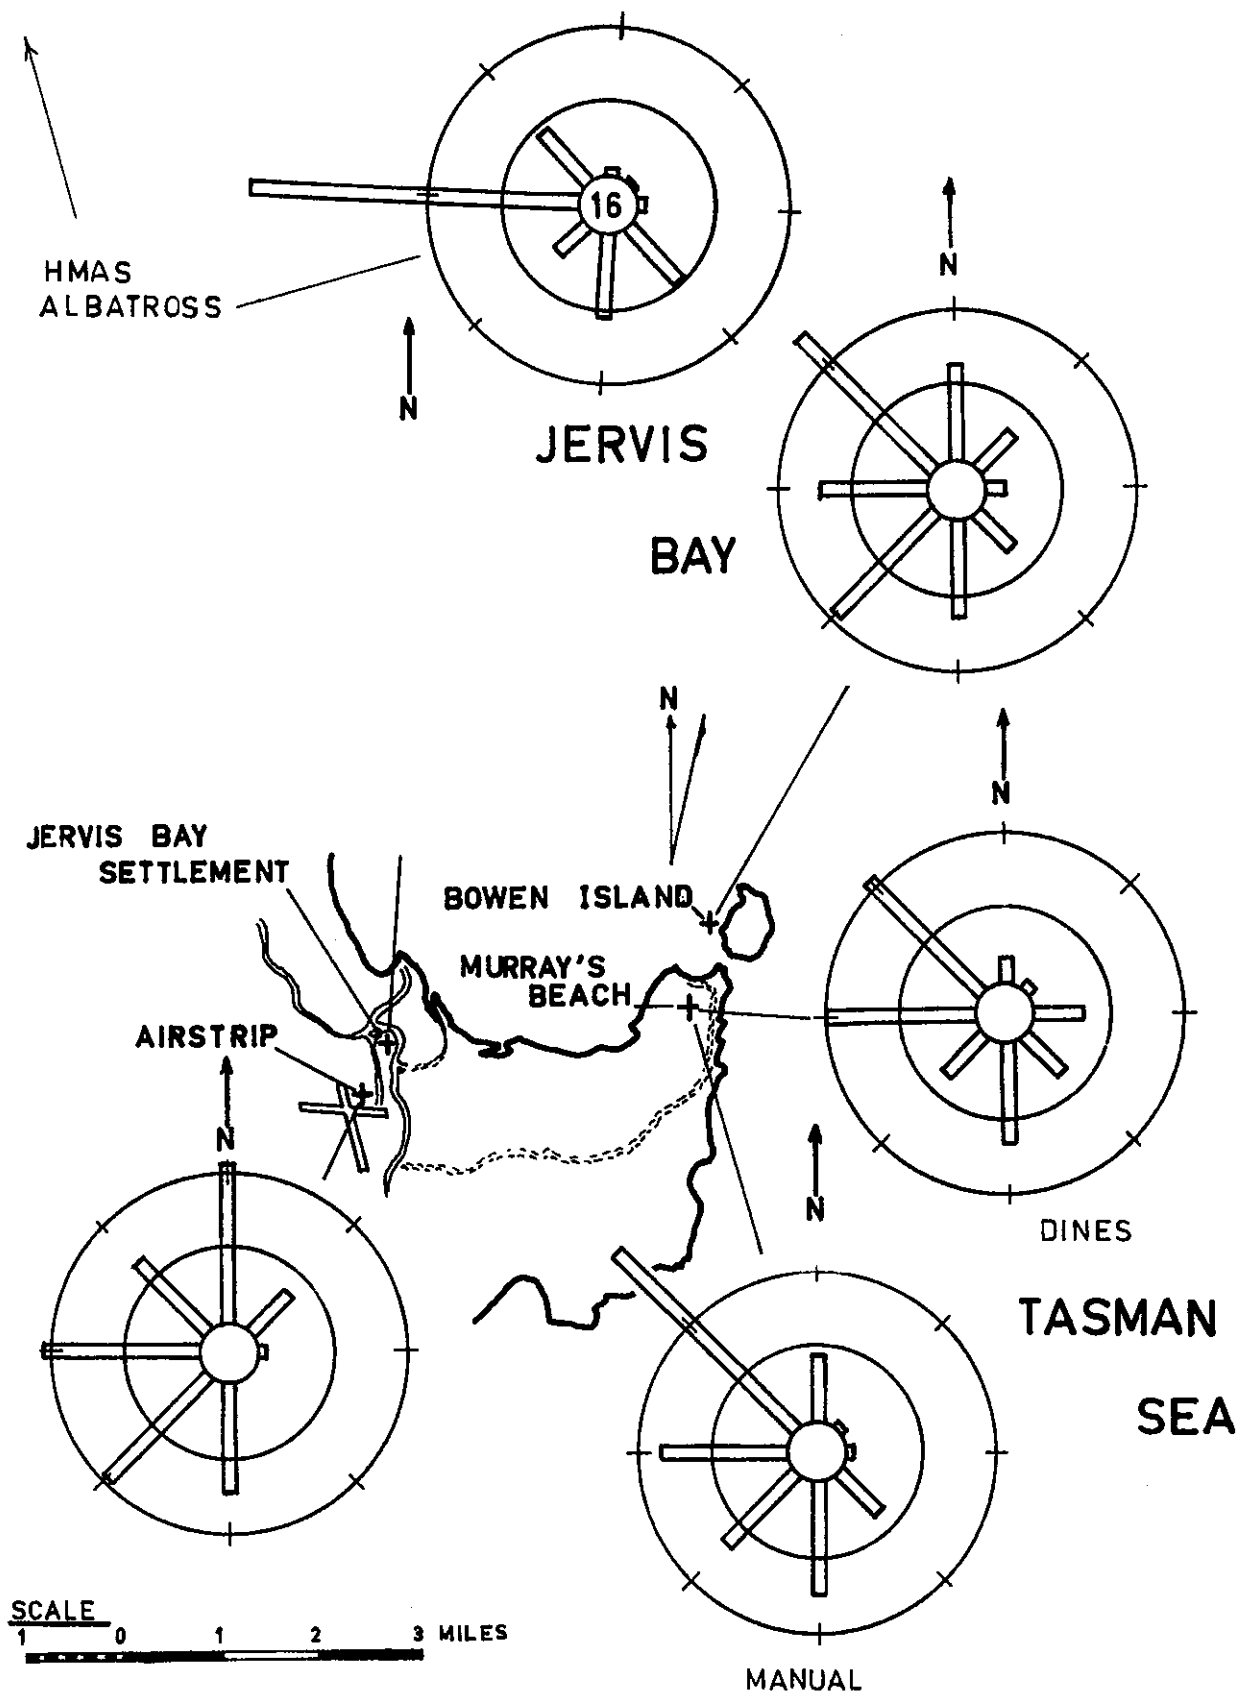 16
HMAS
ALBATROSS
N
N
JERVIS
BAY
N
N
JERVIS BAY
SETTLEMENT
BOWEN ISLAND
MURRAY'S
BEACH
AIRSTRIP
N
N
DINES
TASMAN
SEA
SCALE
1 0 1 2 3 MILES
MANUAL